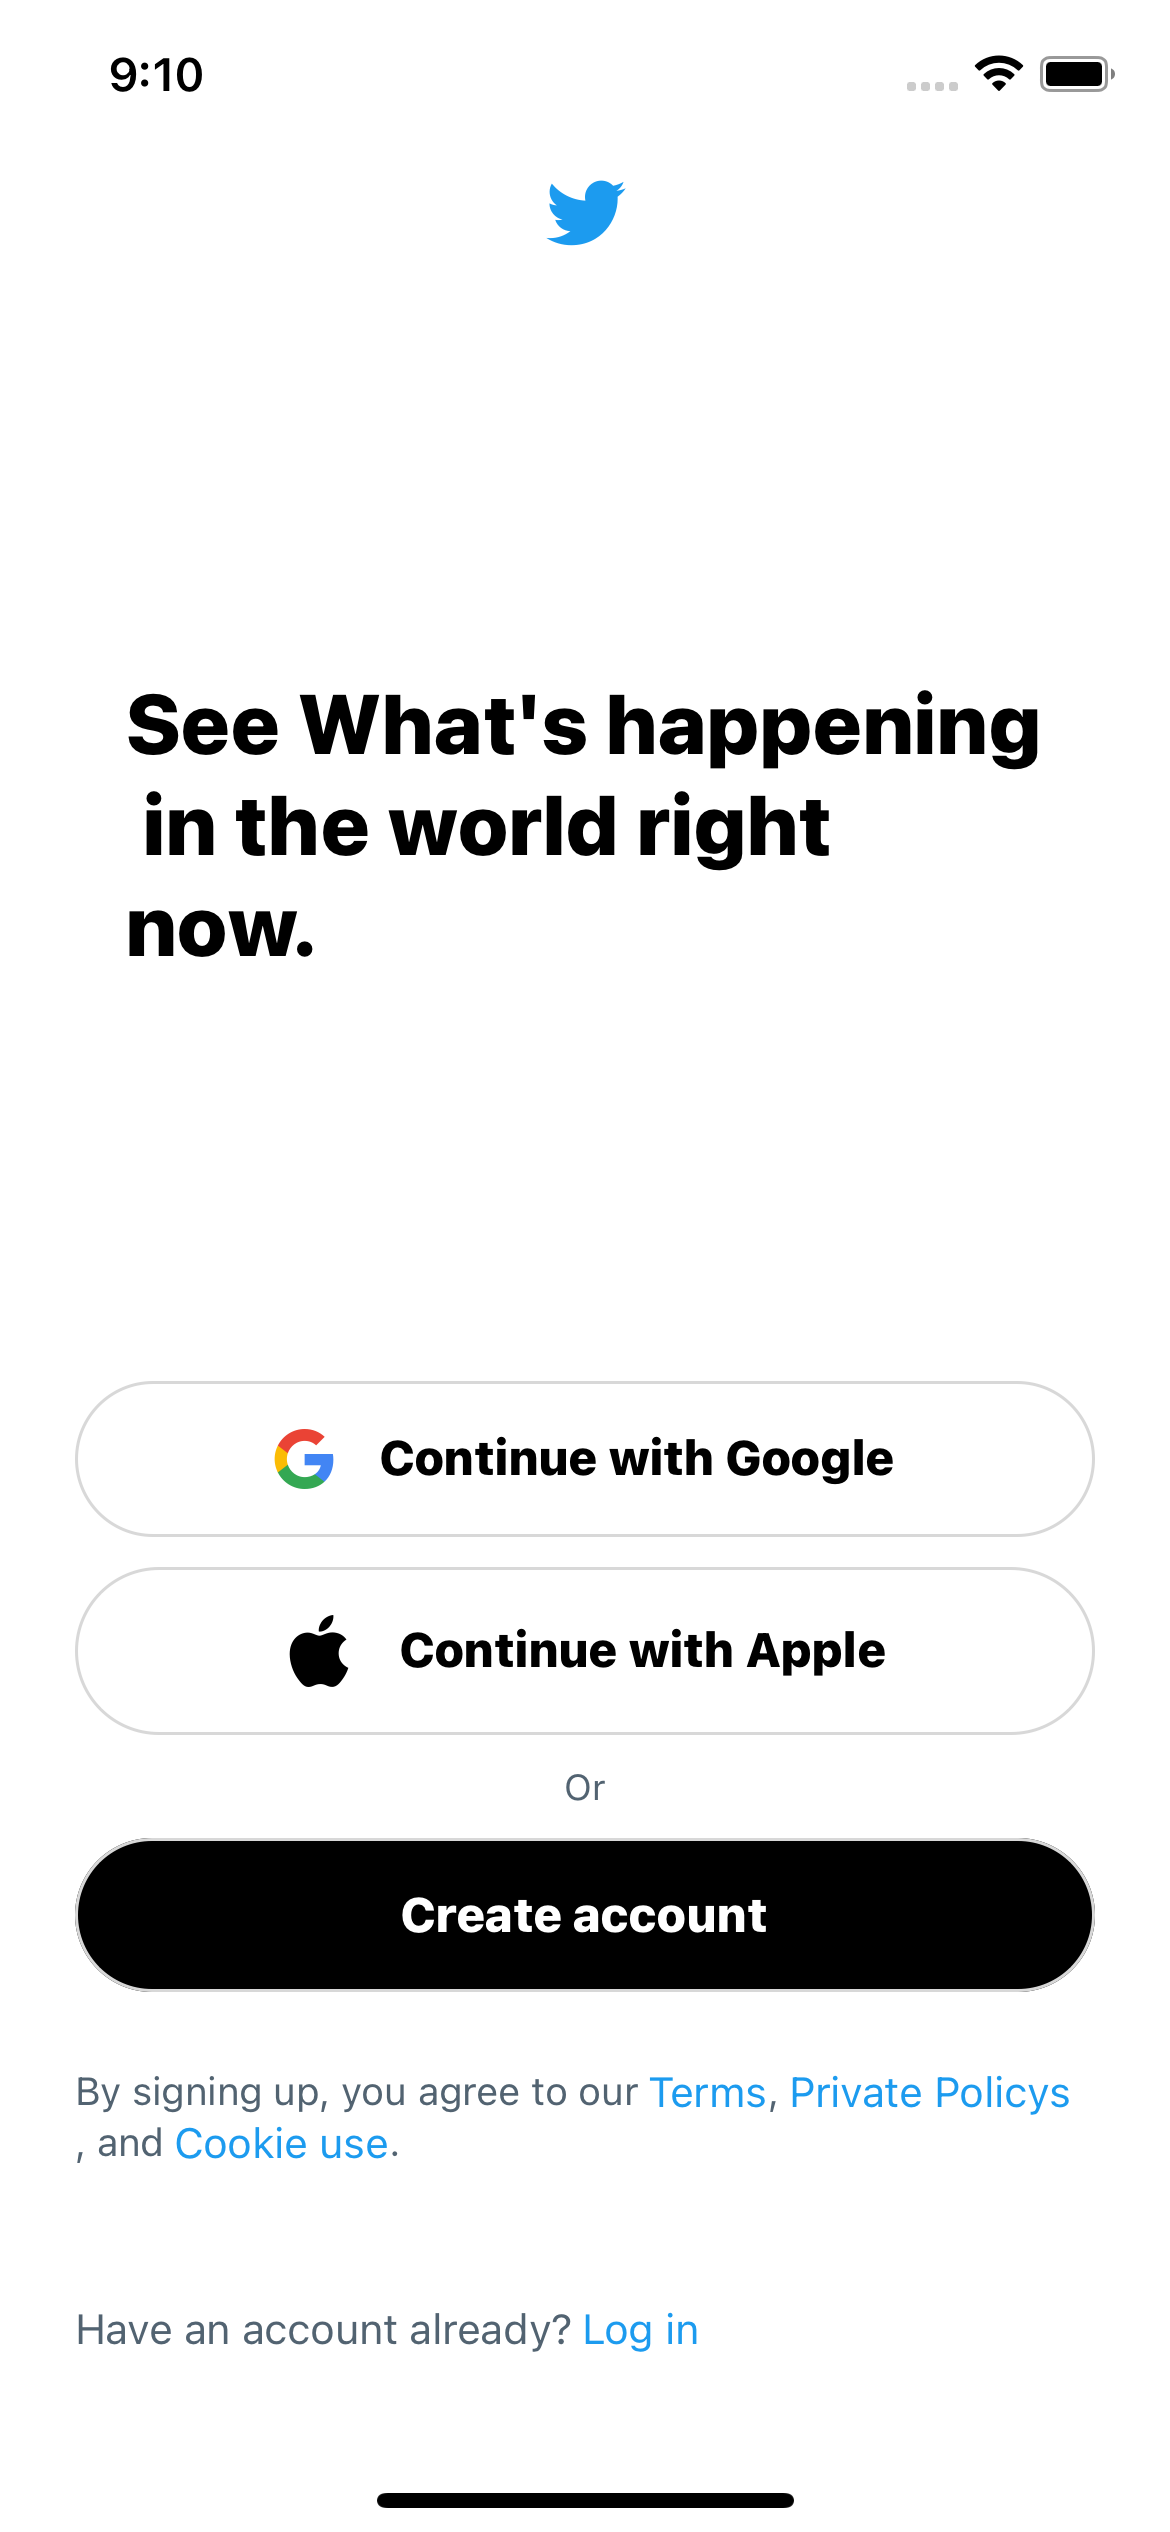 9:10
See What's happening
in the world right
now.
Continue with Google
Continue with Apple
Or
Create account
By signing up, you agree to our Terms, Private Policys
, and Cookie use.
Have an account already? Log in